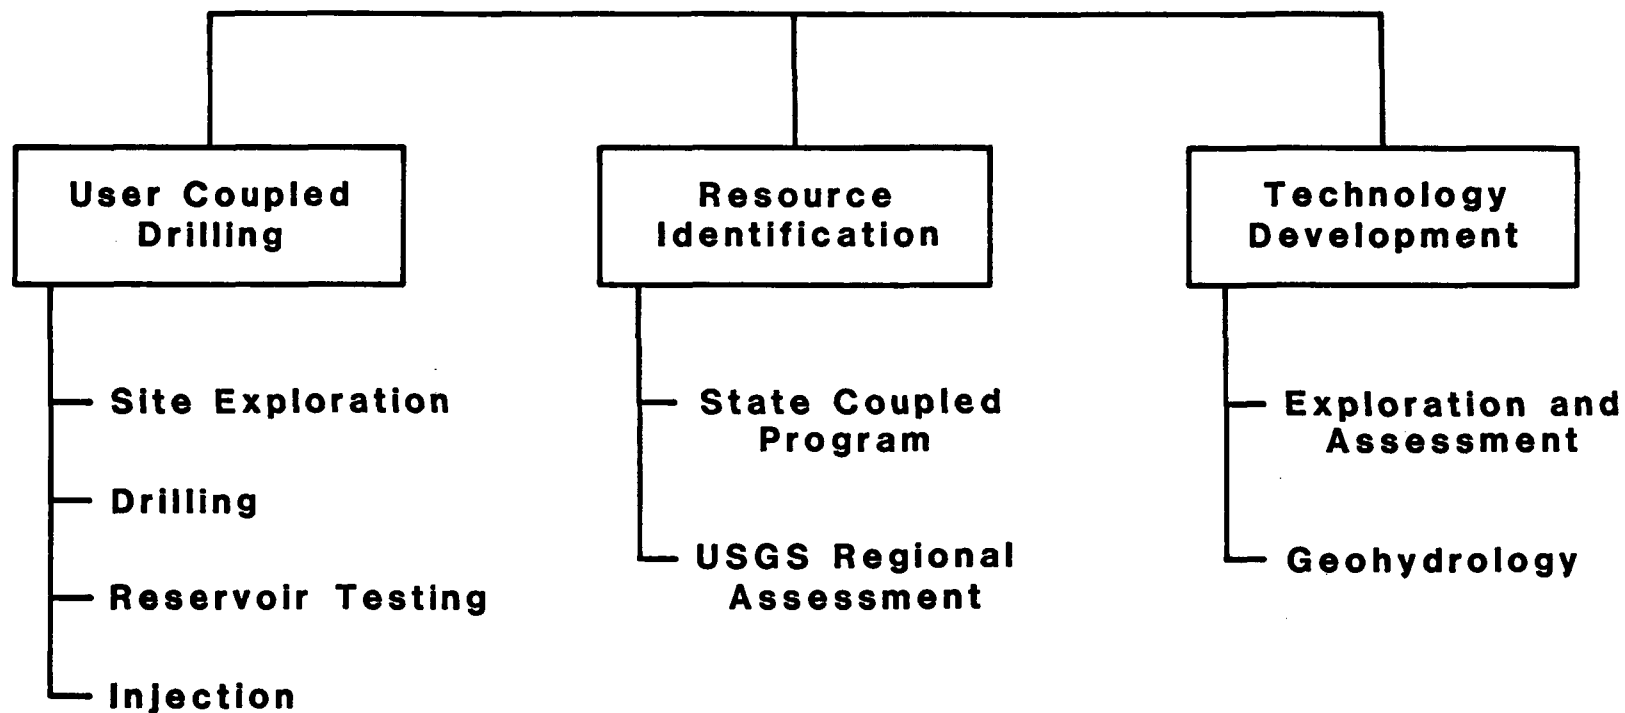 User Coupled
Drilling
Site Exploration
Drilling
Reservoir Testing
Injection
Resource
Identification
State Coupled
Program
USGS Regional
Assessment
Technology
Development
Exploration and
Assessment
Geohydrology